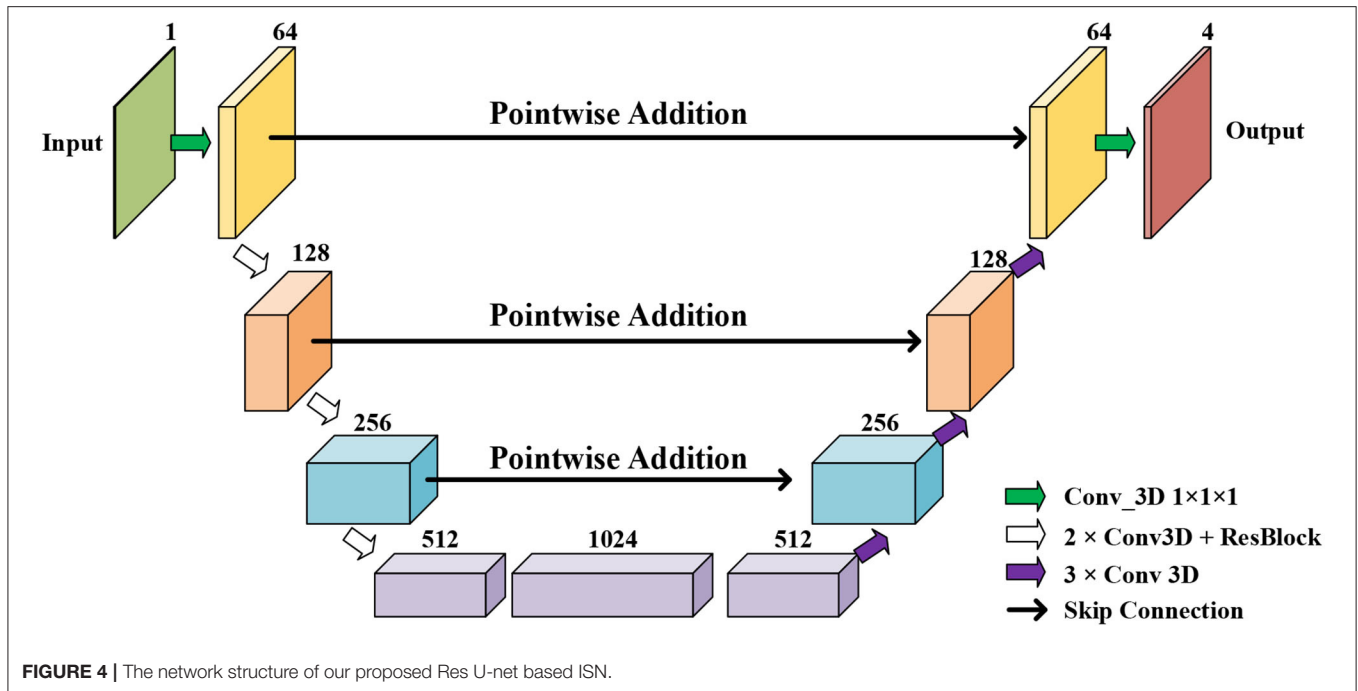 1 64 64 4
Input Pointwise Addition Output
128 128
Pointwise Addition
256 256
Pointwise Addition
512 1024 512
Conv_3D 1×1×1
2 × Conv3D + ResBlock
3 × Conv 3D
Skip Connection
FIGURE 4 | The network structure of our proposed Res U-net based ISN.